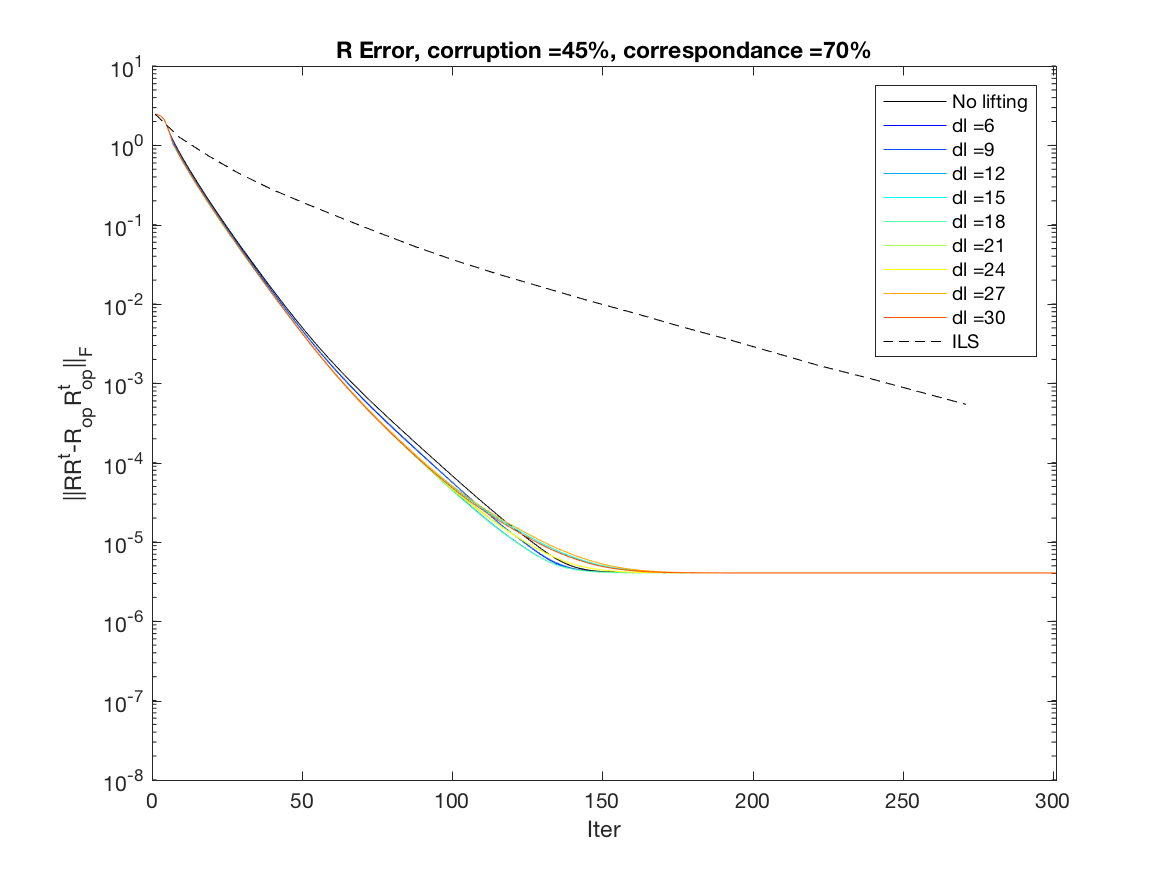 R Error, corruption =45%, correspondance =70%
10^1
10^0
10^-1
10^-2
10^-3
10^-4
10^-5
10^-6
10^-7
10^-8
||RR^t-R_op R^t_op||_F
No lifting
dl =6
dl =9
dl =12
dl =15
dl =18
dl =21
dl =24
dl =27
dl =30
ILS
0 50 100 150 200 250 300
Iter